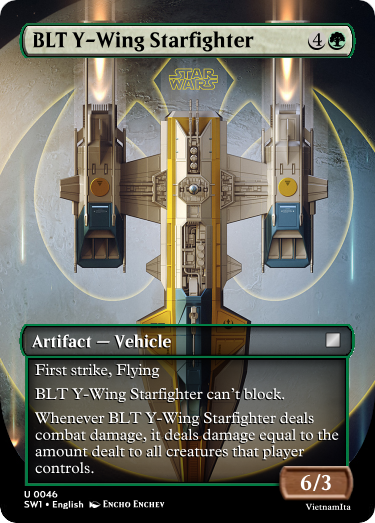 BLT Y-Wing Starfighter 4
STAR
WARS
Artifact — Vehicle
First strike, Flying
BLT Y-Wing Starfighter can't block.
Whenever BLT Y-Wing Starfighter deals
combat damage, it deals damage equal to the
amount dealt to all creatures that player
controls.
6/3
U 0046
SW1 • English Encho Enchev
VietnamIta